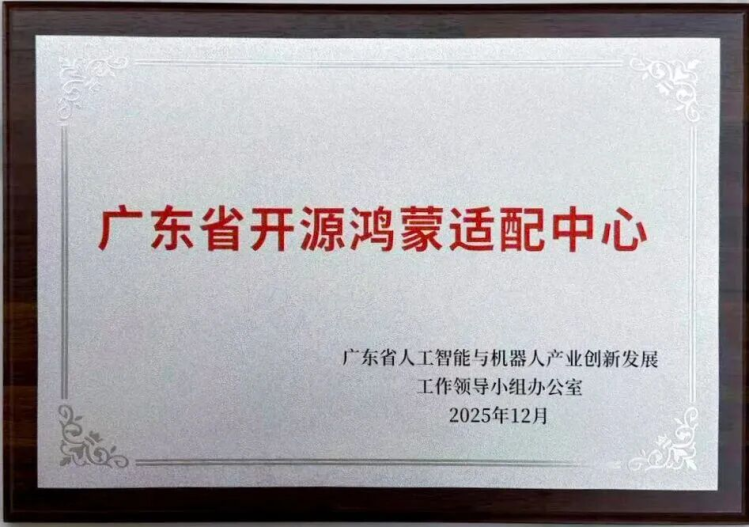 广东省开源鸿蒙适配中心
广东省人工智能与机器人产业创新发展
工作领导小组办公室
2025年12月